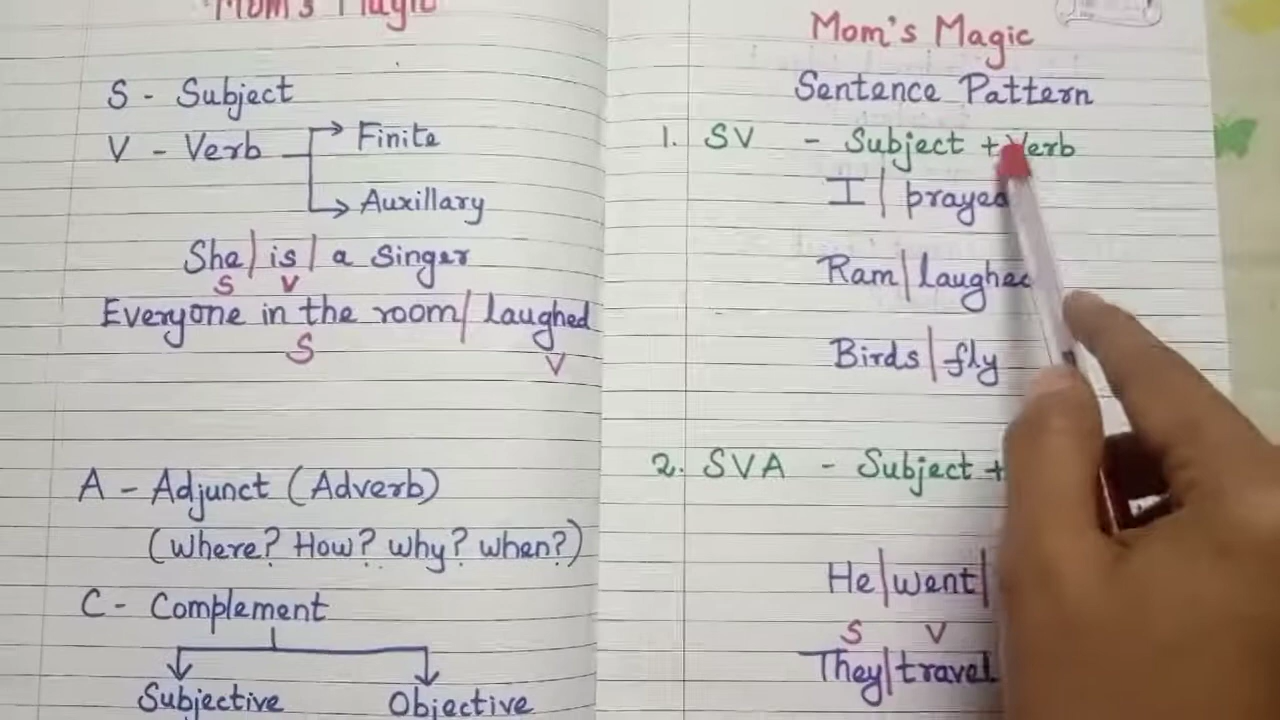 Mom's Magic
S - Subject
V - Verb
Finite
Auxillary
She | is | a Singer
S V
Everyone in the room | laughed
S
V
A - Adjunct (Adverb)
(Where? How? Why? When?)
C - Complement
Subjective Objective
Mom's Magic
Sentence Pattern
1. SV - Subject + Verb
I | prayed
Ram | laughed
Birds | fly
2. SVA - Subject +
He | went |
S V
They | travel